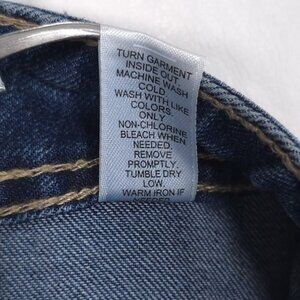 TURN GARMENT
INSIDE OUT
MACHINE WASH
COLD
WASH WITH LIKE
COLORS
ONLY
NON-CHLORINE
BLEACH WHEN
NEEDED.
REMOVE
PROMPTLY.
TUMBLE DRY
LOW.
WARM IRON IF